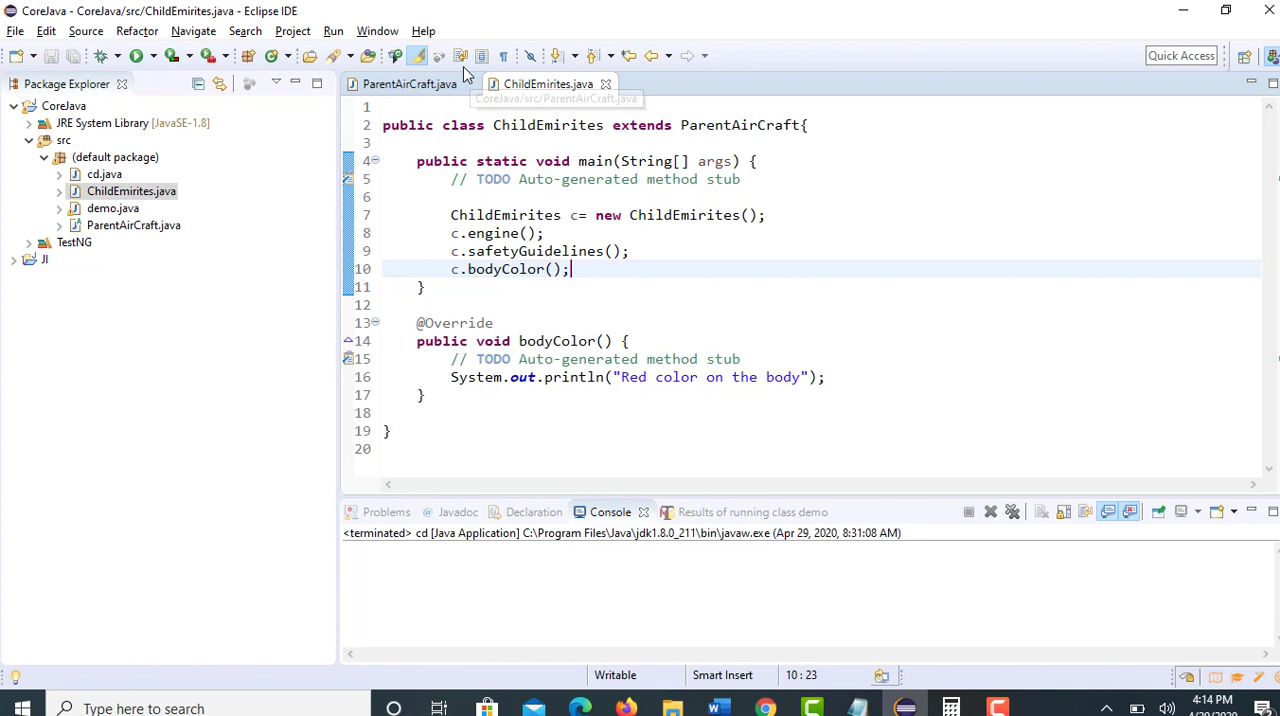 CoreJava - CoreJava/src/ChildEmirites.java - Eclipse IDE
File Edit Source Refactor Navigate Search Project Run Window Help
Quick Access
Package Explorer
ParentAirCraft.java
ChildEmirites.java
CoreJava/src/ParentAirCraft.java
CoreJava
JRE System Library [JavaSE-1.8]
src
(default package)
cd.java
ChildEmirites.java
demo.java
ParentAirCraft.java
TestNG
JI
1
2 public class ChildEmirites extends ParentAirCraft{
3
4 public static void main(String[] args) {
5 // TODO Auto-generated method stub
6
7 ChildEmirites c= new ChildEmirites();
8 c.engine();
9 c.safetyGuidelines();
10 c.bodyColor();
11 }
12
13 @Override
14 public void bodyColor() {
15 // TODO Auto-generated method stub
16 System.out.println("Red color on the body");
17 }
18
19 }
20
Problems Javadoc Declaration Console Results of running class demo
<terminated> cd [Java Application] C:\Program Files\Java\jdk1.8.0_211\bin\javaw.exe (Apr 29, 2020, 8:31:08 AM)
Writable Smart Insert 10 : 23
Type here to search
4:14 PM